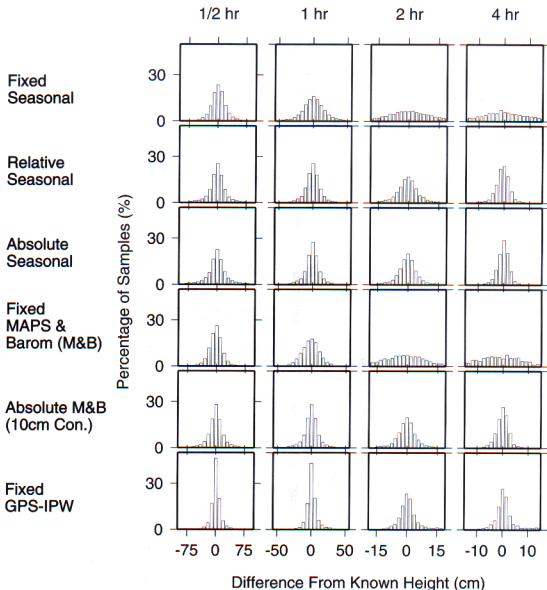 1/2 hr 1 hr 2 hr 4 hr
Fixed
Seasonal
30
0
Relative
Seasonal
30
0
Absolute
Seasonal
30
0
Fixed
MAPS &
Barom (M&B)
30
0
Absolute M&B
(10cm Con.)
30
0
Fixed
GPS-IPW
30
0
Percentage of Samples (%)
-75 0 75 -50 0 50 -15 0 15 -10 0 10
Difference From Known Height (cm)